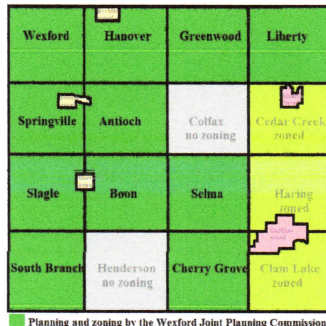 Wexford Hanover Greenwood Liberty
Springville Antioch Colfax Cedar Creek
no zoning zoned
Slagle Boon Selma Haring
zoned
South Branch Henderson Cherry Grove Clam Lake
no zoning zoned
Planning and zoning by the Wexford Joint Planning Commission